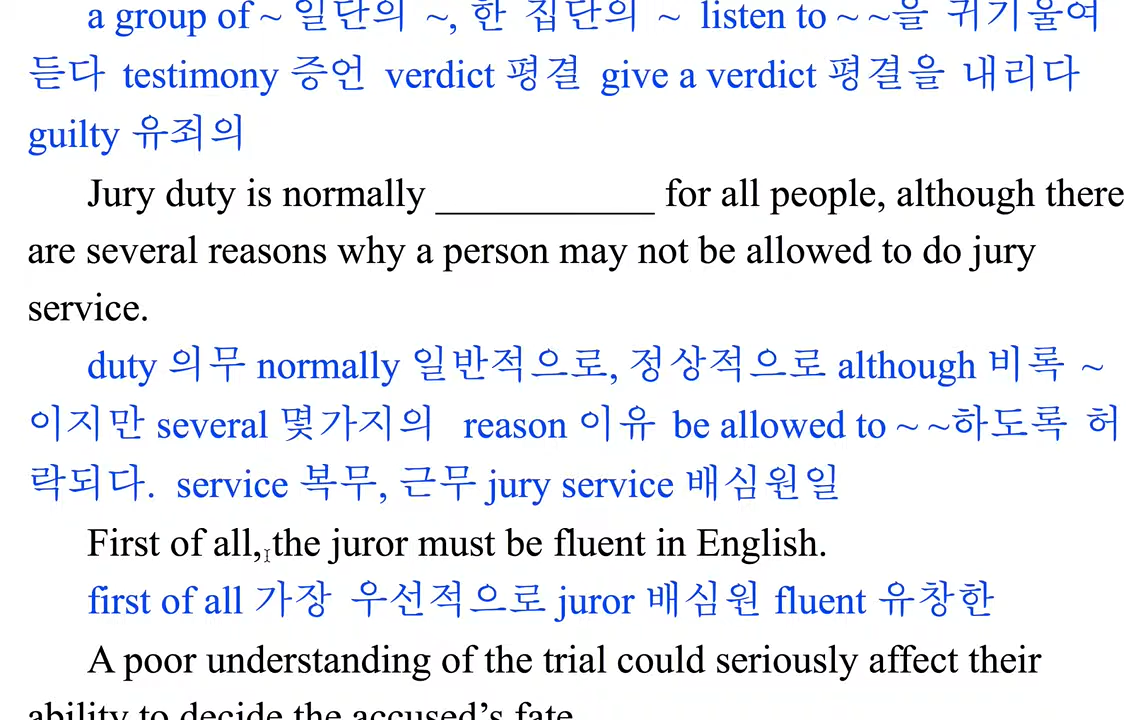 a group of ~ 일단의 ~, 한 집단의 ~ listen to ~ ~을 귀기울여
듣다 testimony 증언 verdict 평결 give a verdict 평결을 내리다
guilty 유죄의
Jury duty is normally ___________ for all people, although there
are several reasons why a person may not be allowed to do jury
service.
duty 의무 normally 일반적으로, 정상적으로 although 비록 ~
이지만 several 몇가지의 reason 이유 be allowed to ~ ~하도록 허
락되다. service 복무, 근무 jury service 배심원일
First of all, the juror must be fluent in English.
first of all 가장 우선적으로 juror 배심원 fluent 유창한
A poor understanding of the trial could seriously affect their
ability to decide the accused's fate